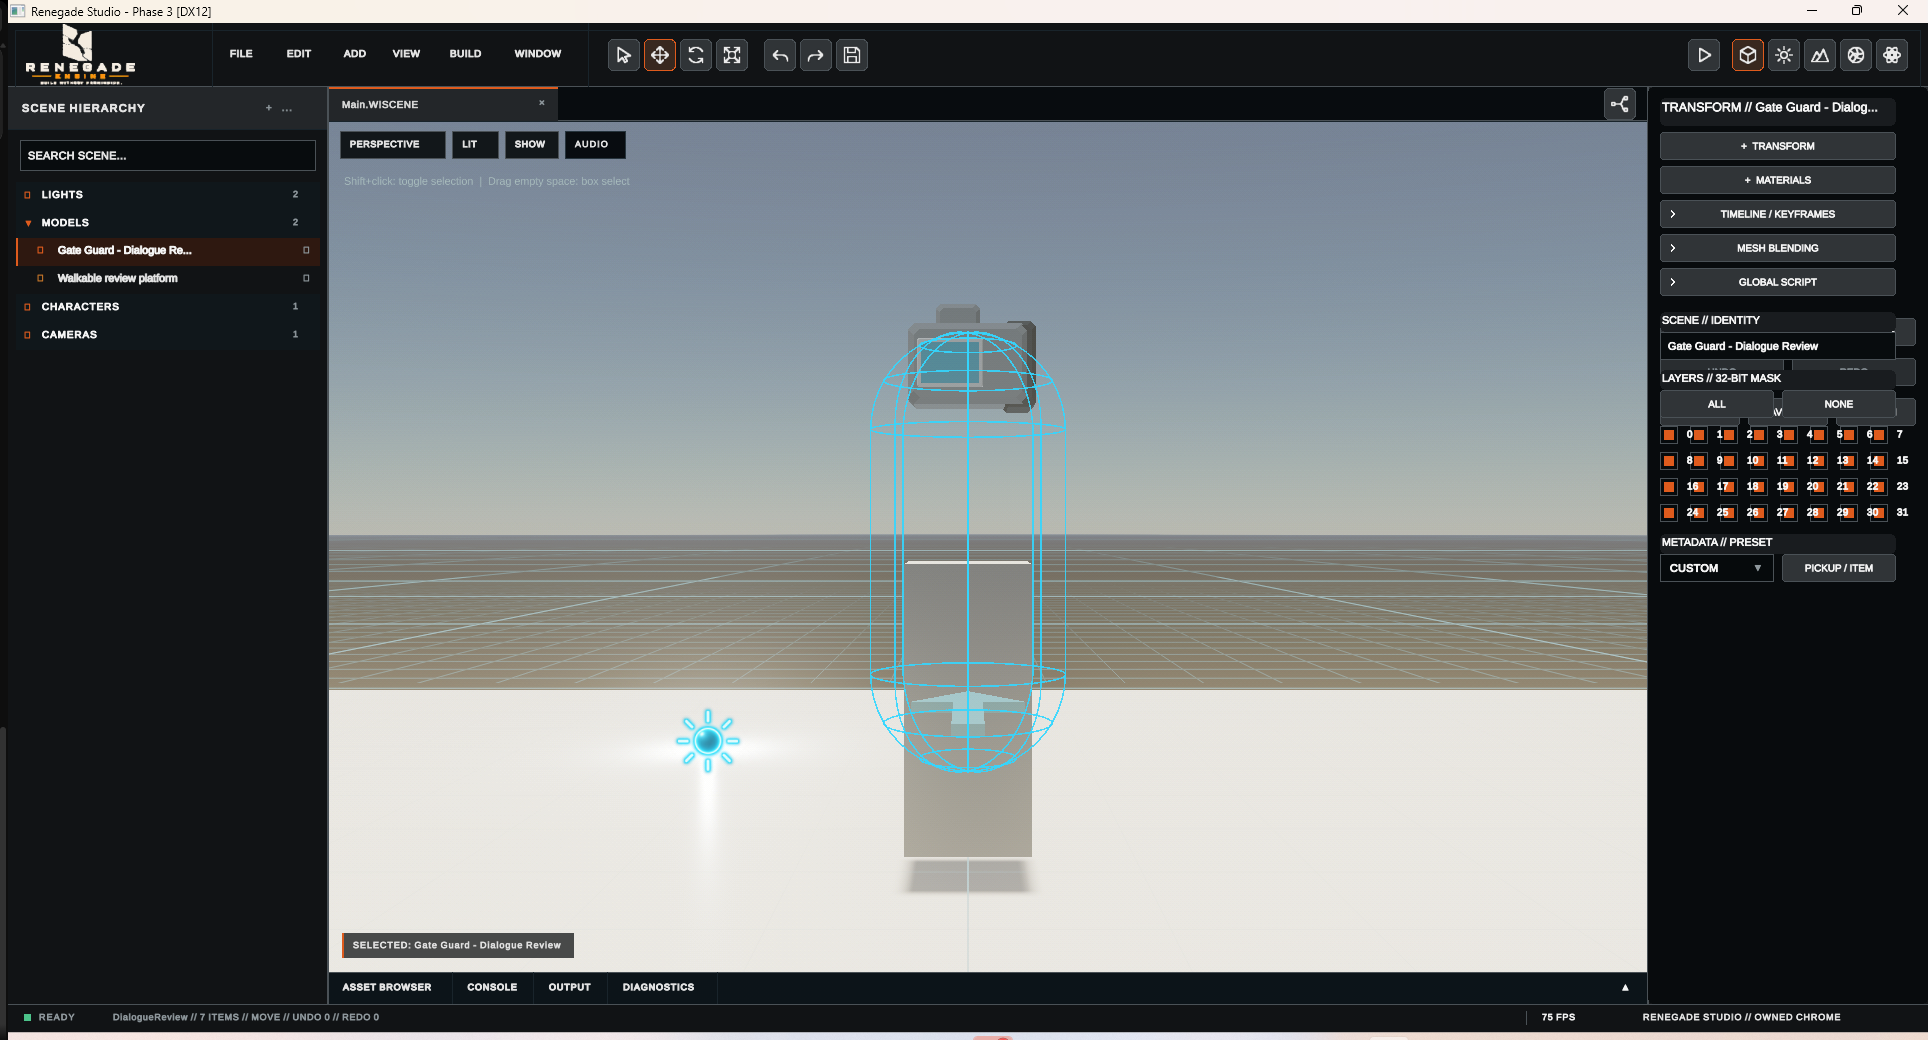 Renegade Studio - Phase 3 [DX12]
RENEGADE
ENGINE
FILE EDIT ADD VIEW BUILD WINDOW
SCENE HIERARCHY + ...
Main.WISCENE ×
TRANSFORM // Gate Guard - Dialog...
SEARCH SCENE...
PERSPECTIVE LIT SHOW AUDIO
Shift+click: toggle selection | Drag empty space: box select
LIGHTS 2
MODELS 2
Gate Guard - Dialogue Re...
Walkable review platform
CHARACTERS 1
CAMERAS 1
+ TRANSFORM
+ MATERIALS
TIMELINE / KEYFRAMES
MESH BLENDING
GLOBAL SCRIPT
SCENE // IDENTITY
Gate Guard - Dialogue Review
LAYERS // 32-BIT MASK
ALL NONE
0 1 2 3 4 5 6 7
8 9 10 11 12 13 14 15
16 17 18 19 20 21 22 23
24 25 26 27 28 29 30 31
METADATA // PRESET
CUSTOM PICKUP / ITEM
SELECTED: Gate Guard - Dialogue Review
ASSET BROWSER CONSOLE OUTPUT DIAGNOSTICS
READY DialogueReview // 7 ITEMS // MOVE // UNDO 0 // REDO 0 75 FPS RENEGADE STUDIO // OWNED CHROME